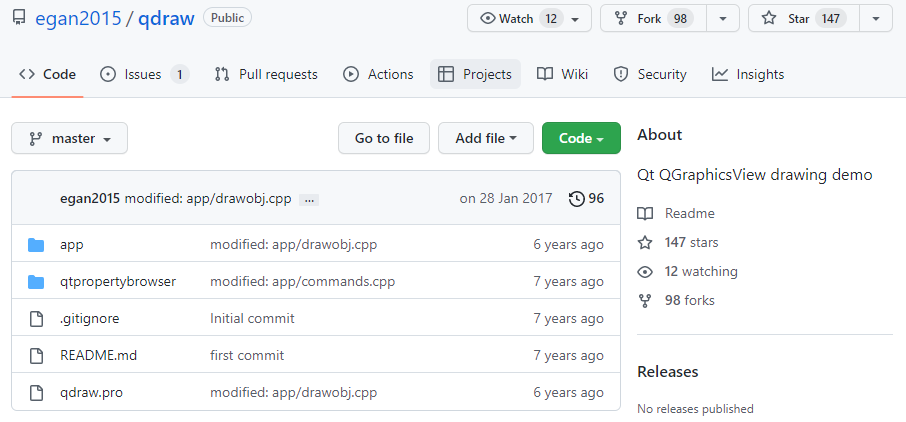 egan2015 / qdraw Public Watch 12 Fork 98 Star 147
Code Issues 1 Pull requests Actions Projects Wiki Security Insights
master Go to file Add file Code
egan2015 modified: app/drawobj.cpp ... on 28 Jan 2017 96
app modified: app/drawobj.cpp 6 years ago
qtpropertybrowser modified: app/commands.cpp 7 years ago
.gitignore Initial commit 7 years ago
README.md first commit 7 years ago
qdraw.pro modified: app/drawobj.cpp 6 years ago
About
Qt QGraphicsView drawing demo
Readme
147 stars
12 watching
98 forks
Releases
No releases published